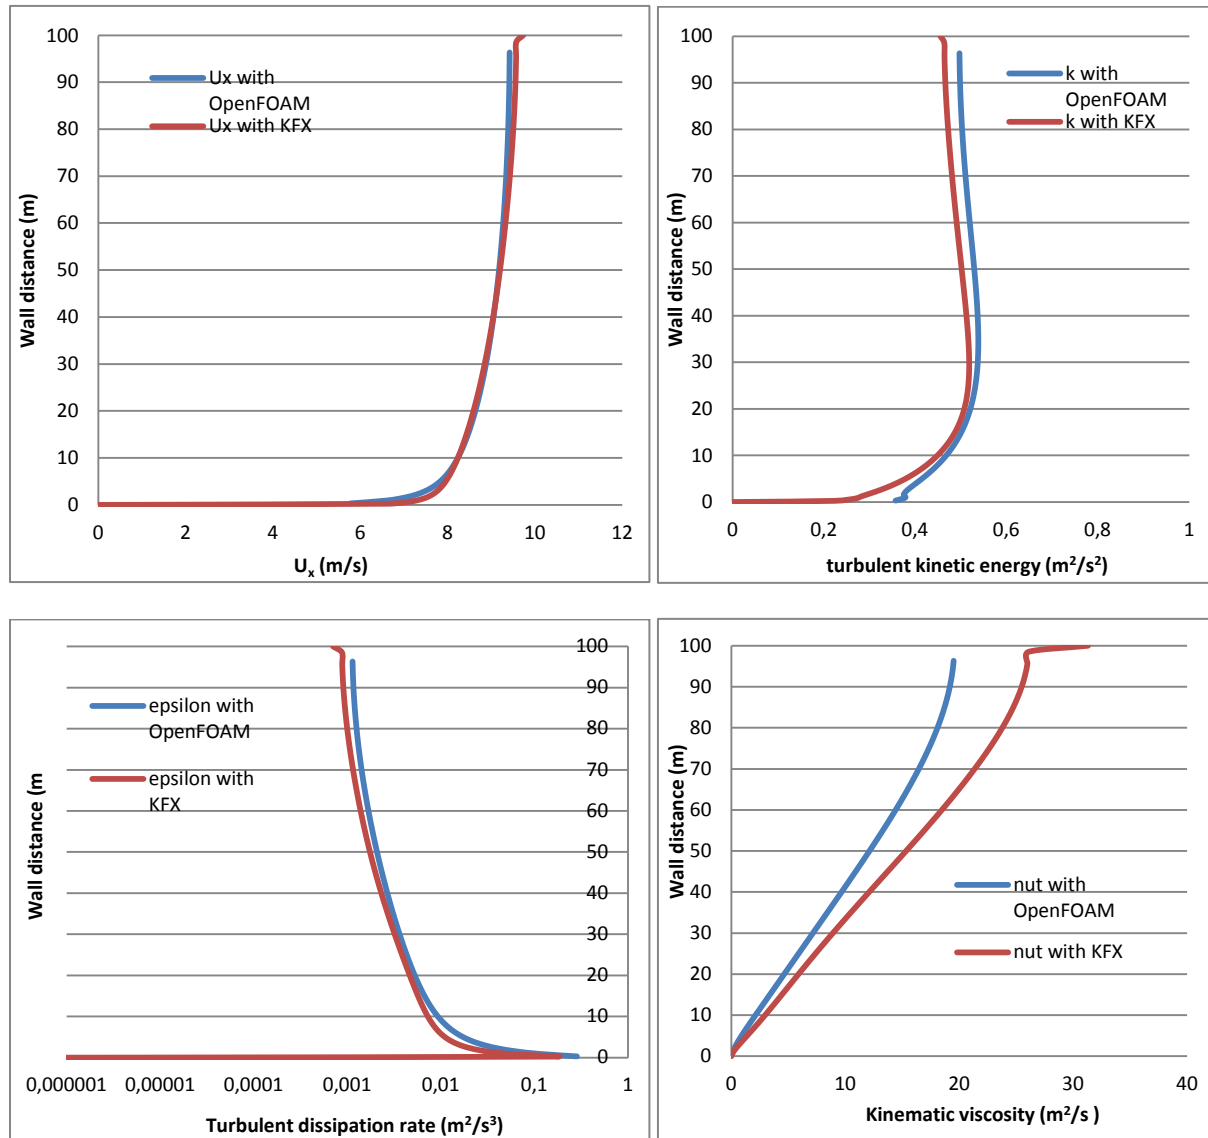 100
90
80
70
60
50
40
30
20
10
0
Wall distance (m)
Ux with
OpenFOAM
Ux with KFX
0 2 4 6 8 10 12
Uₓ (m/s)
100
90
80
70
60
50
40
30
20
10
0
Wall distance (m)
k with
OpenFOAM
k with KFX
0 0,2 0,4 0,6 0,8 1
turbulent kinetic energy (m²/s²)
100
90
80
70
60
50
40
30
20
10
0
Wall distance (m
epsilon with
OpenFOAM
epsilon with
KFX
0,000001 0,00001 0,0001 0,001 0,01 0,1 1
Turbulent dissipation rate (m²/s³)
100
90
80
70
60
50
40
30
20
10
0
Wall distance (m)
nut with
OpenFOAM
nut with KFX
0 10 20 30 40
Kinematic viscosity (m²/s )